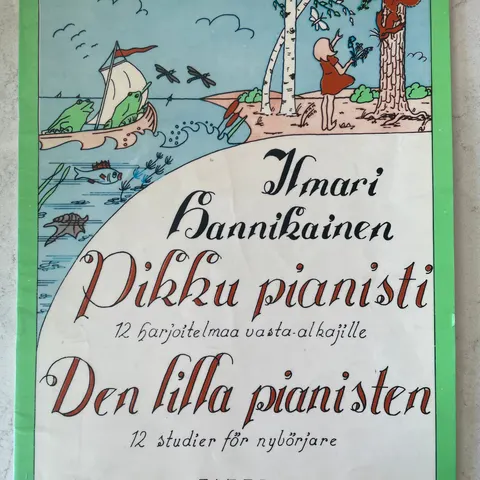 Ilmari
Hannikainen
Pikku pianisti
12 harjoitelmaa vasta-alkajille
Den lilla pianisten
12 studier för nybörjare